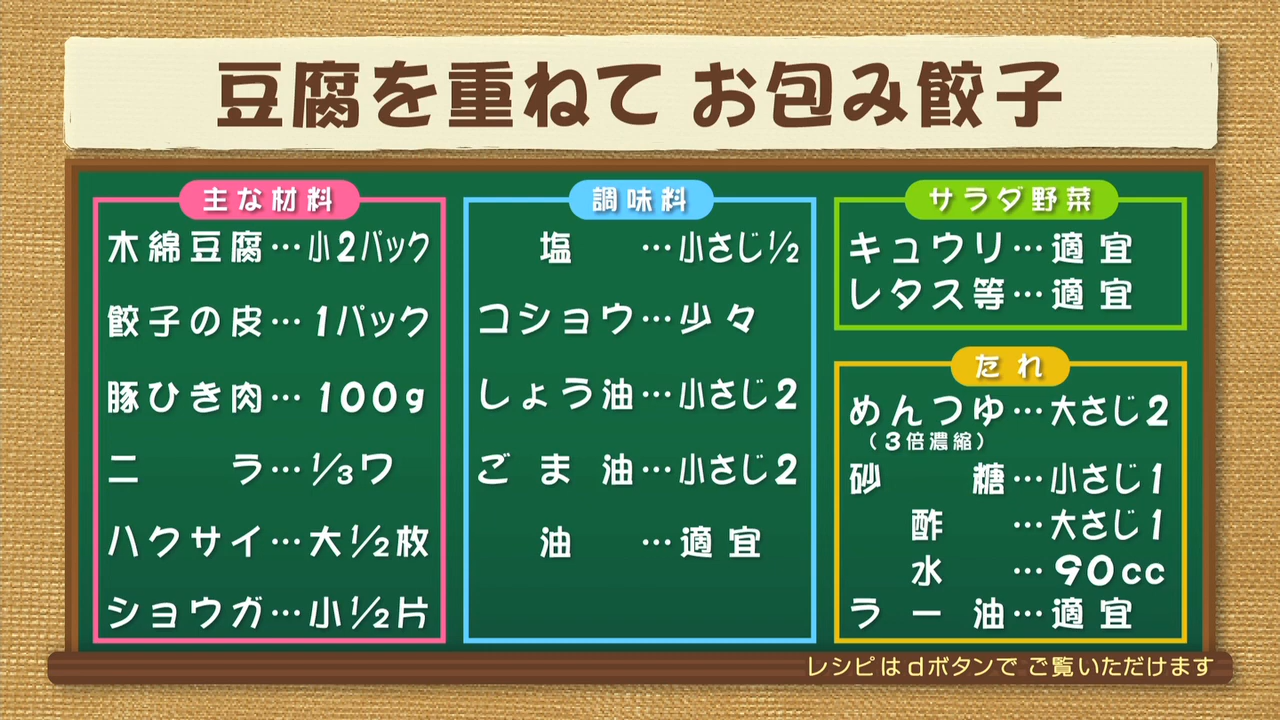 豆腐を重ねて お包み餃子
主な材料
木綿豆腐…小2パック
餃子の皮…1パック
豚ひき肉…100g
ニラ…1/3ワ
ハクサイ…大1/2枚
ショウガ…小1/2片
調味料
塩…小さじ1/2
コショウ…少々
しょう油…小さじ2
ごま油…小さじ2
油…適宜
サラダ野菜
キュウリ…適宜
レタス等…適宜
たれ
めんつゆ…大さじ2
(3倍濃縮)
砂糖…小さじ1
酢…大さじ1
水…90cc
ラー油…適宜
レシピはdボタンで ご覧いただけます